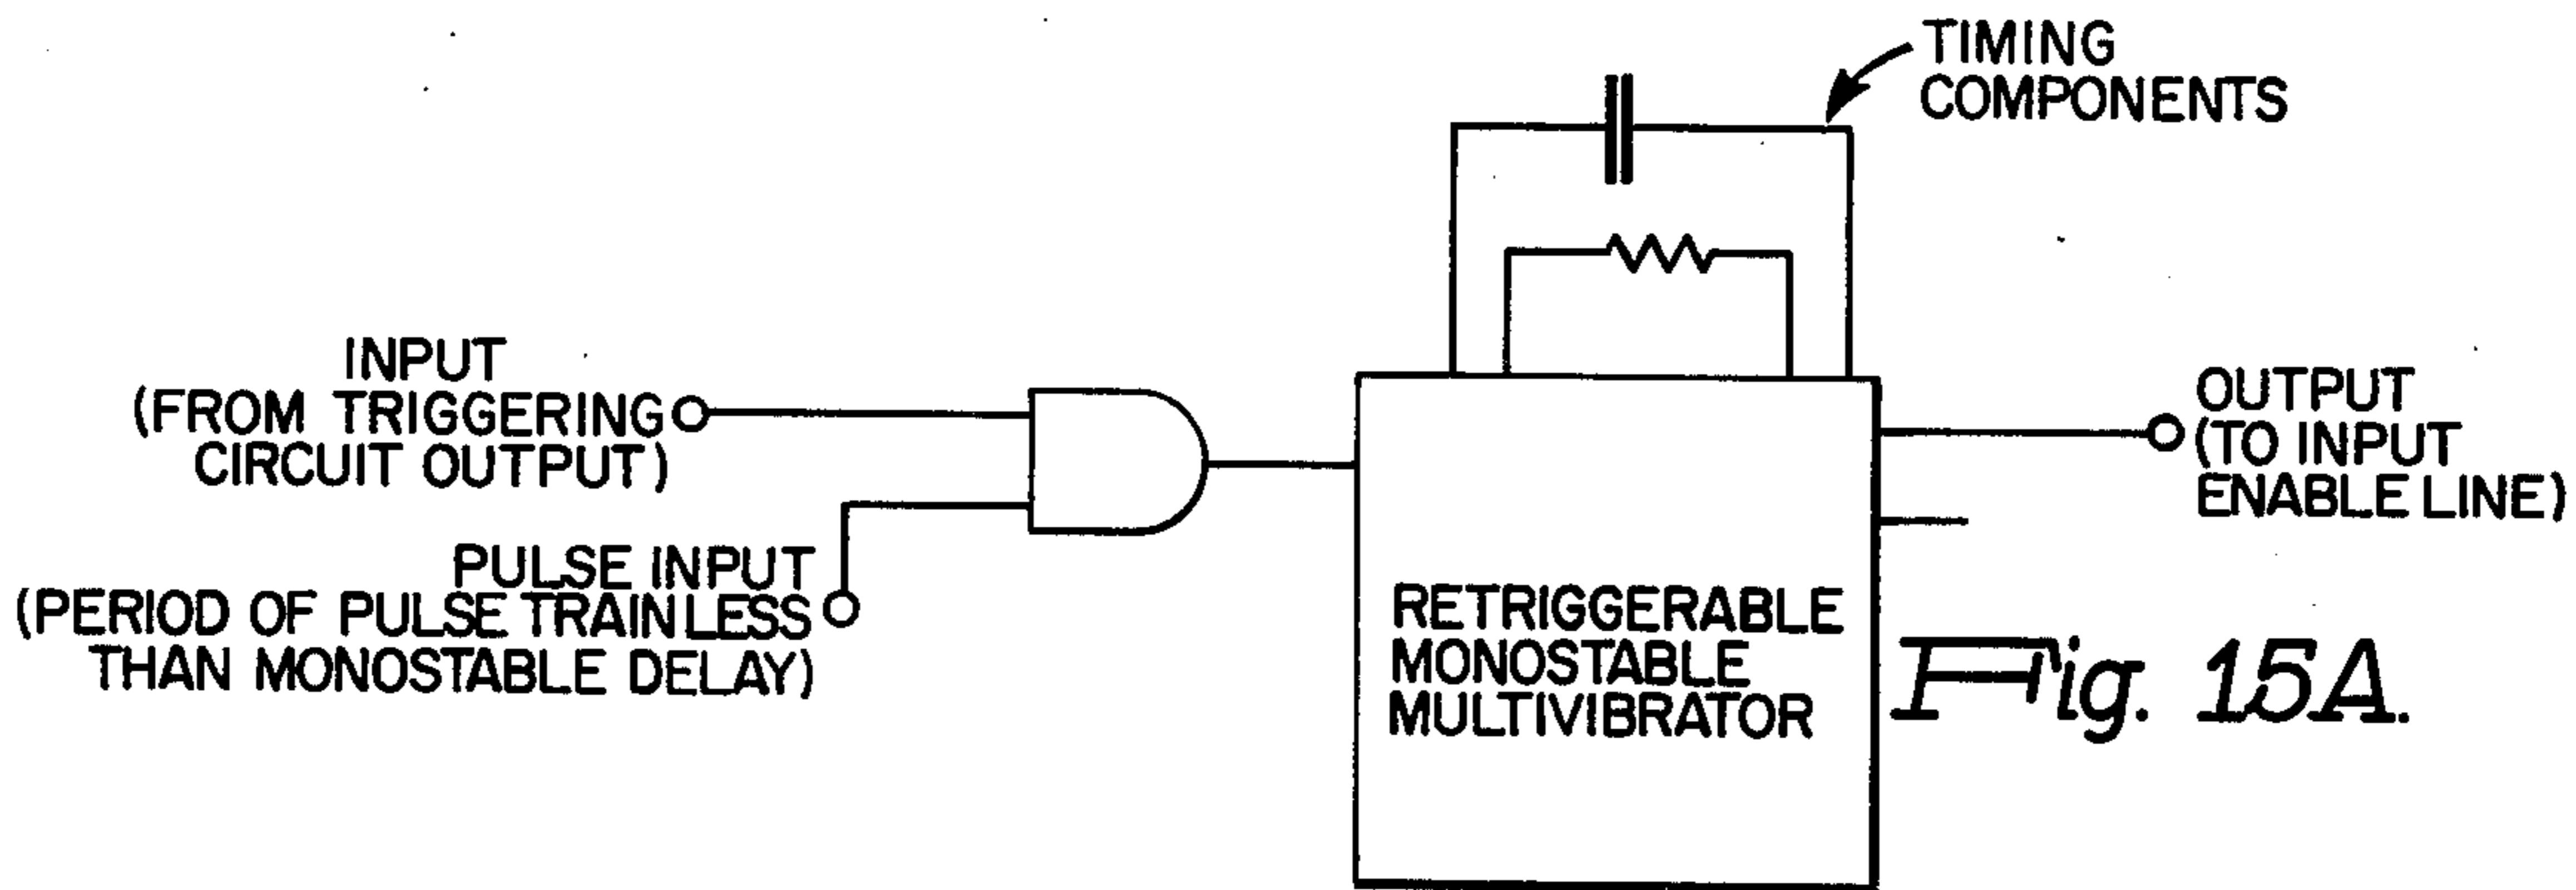 TIMING
COMPONENTS
INPUT
(FROM TRIGGERING
CIRCUIT OUTPUT)
PULSE INPUT
(PERIOD OF PULSE TRAIN LESS
THAN MONOSTABLE DELAY)
RETRIGGERABLE
MONOSTABLE
MULTIVIBRATOR
OUTPUT
(TO INPUT
ENABLE LINE)
Fig. 15A.